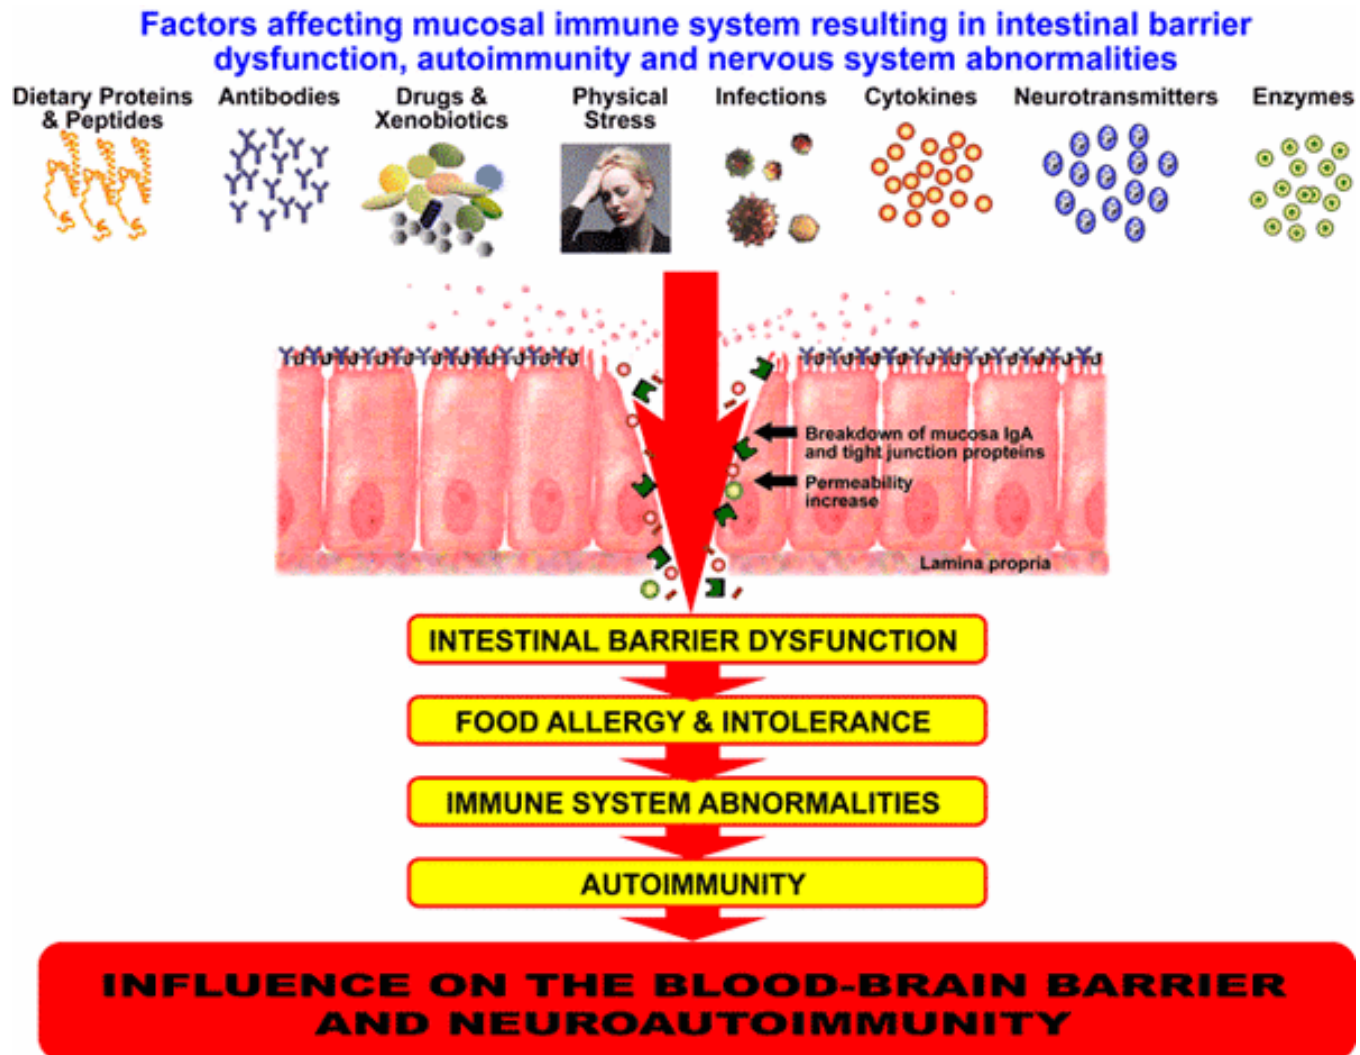 Factors affecting mucosal immune system resulting in intestinal barrier
dysfunction, autoimmunity and nervous system abnormalities
Dietary Proteins
& Peptides
Antibodies
Drugs &
Xenobiotics
Physical
Stress
Infections
Cytokines
Neurotransmitters
Enzymes
Breakdown of mucosa IgA
and tight junction propteins
Permeability
increase
Lamina propria
INTESTINAL BARRIER DYSFUNCTION
FOOD ALLERGY & INTOLERANCE
IMMUNE SYSTEM ABNORMALITIES
AUTOIMMUNITY
INFLUENCE ON THE BLOOD-BRAIN BARRIER
AND NEUROAUTOIMMUNITY